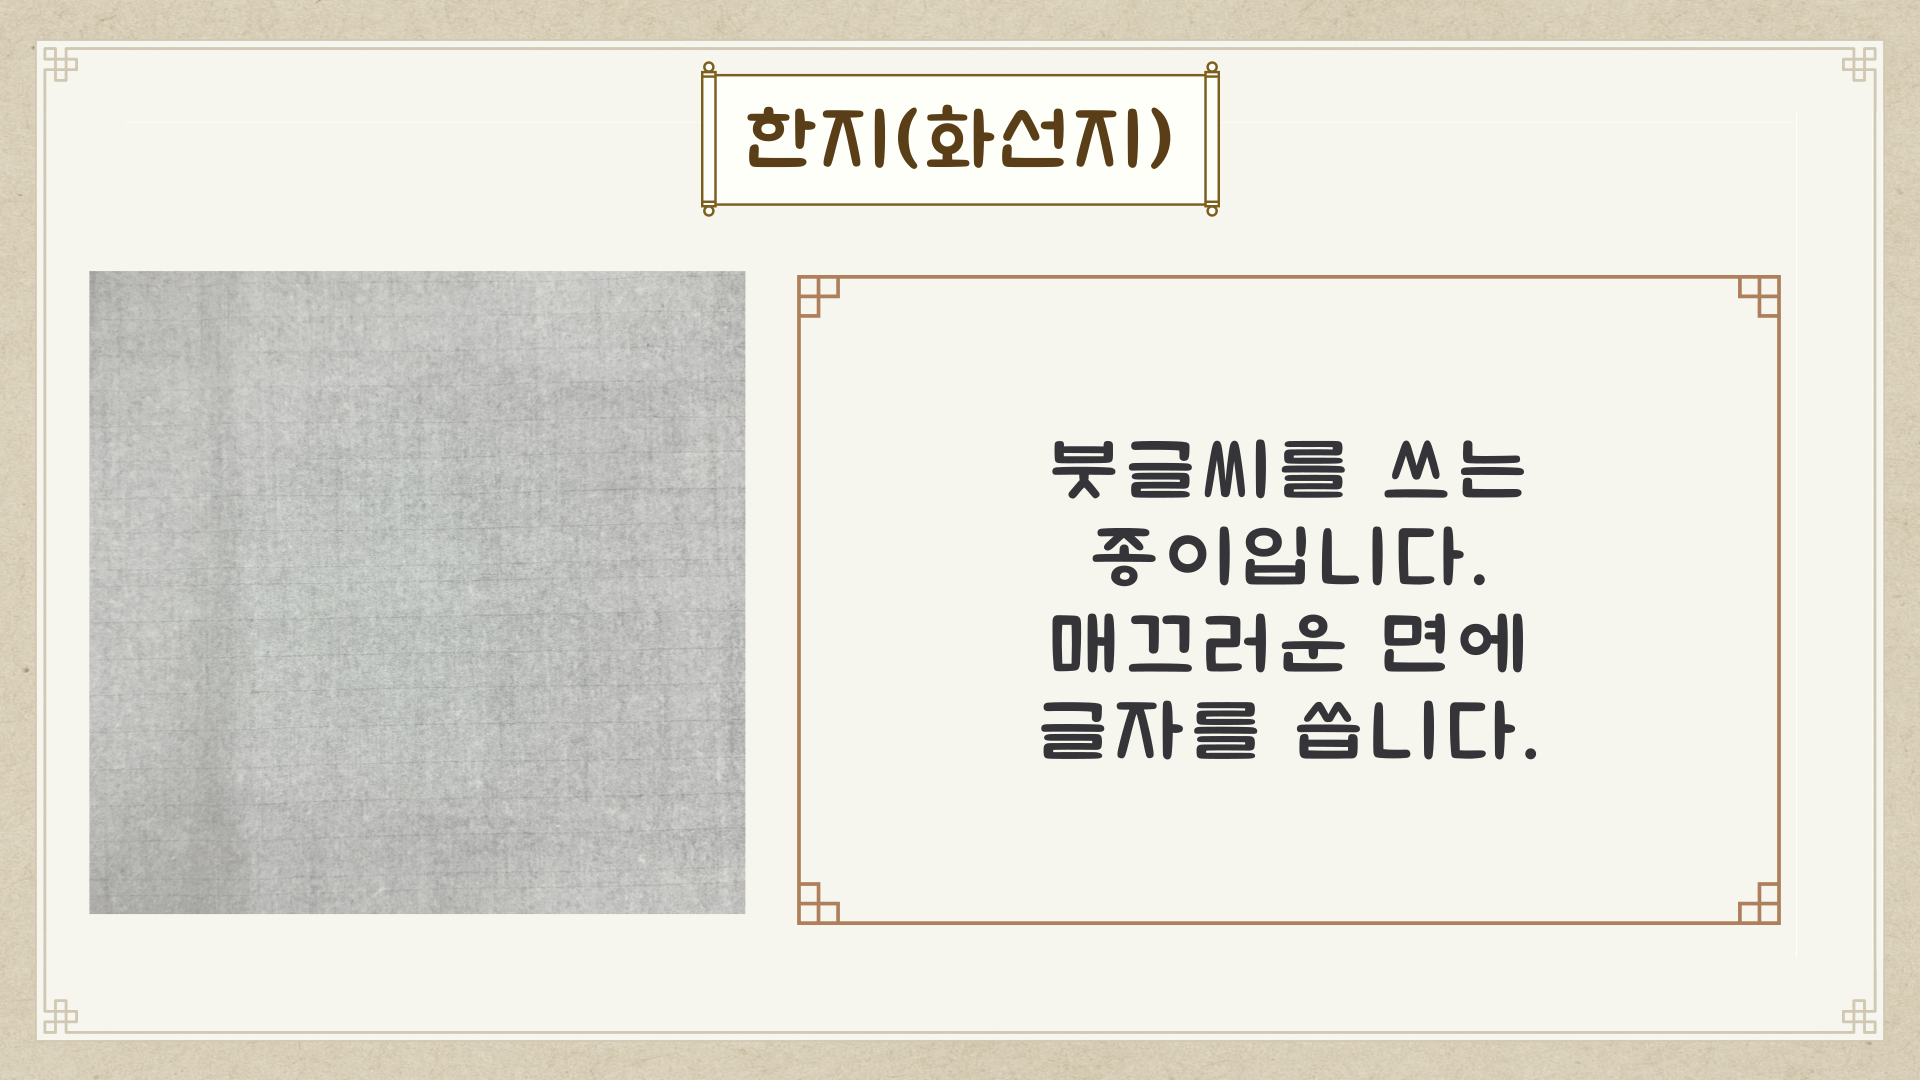 한지(화선지)
붓글씨를 쓰는
종이입니다.
매끄러운 면에
글자를 씁니다.